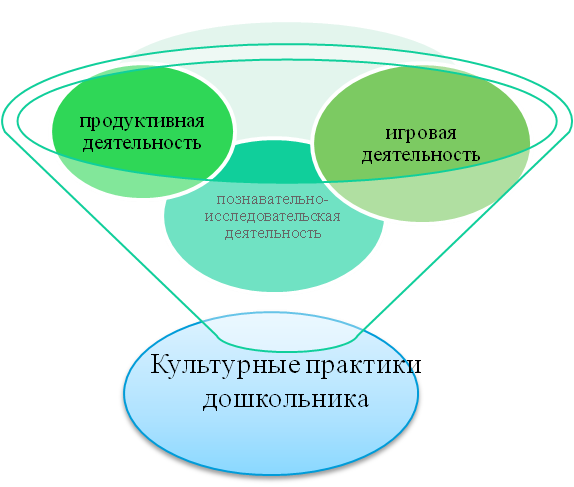 продуктивная
деятельность
игровая
деятельность
познавательно-
исследовательская
деятельность
Культурные практики
дошкольника